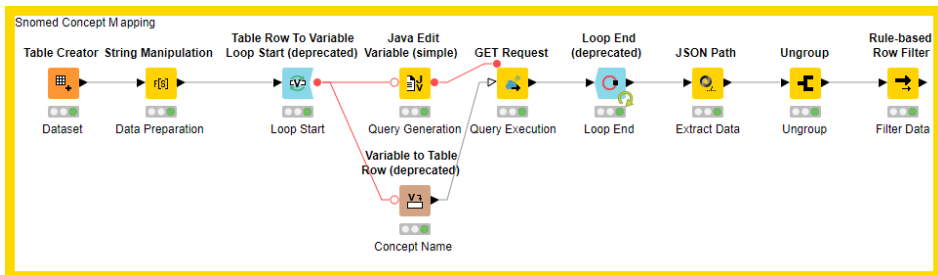 Snomed Concept Mapping
Table Row To Variable
Loop Start (deprecated)
Java Edit
Variable (simple)
Loop End
(deprecated)
Rule-based
Row Filter
Table Creator
String Manipulation
GET Request
JSON Path
Ungroup
Dataset
Data Preparation
Loop Start
Query Generation
Query Execution
Loop End
Extract Data
Ungroup
Filter Data
Variable to Table
Row (deprecated)
Concept Name